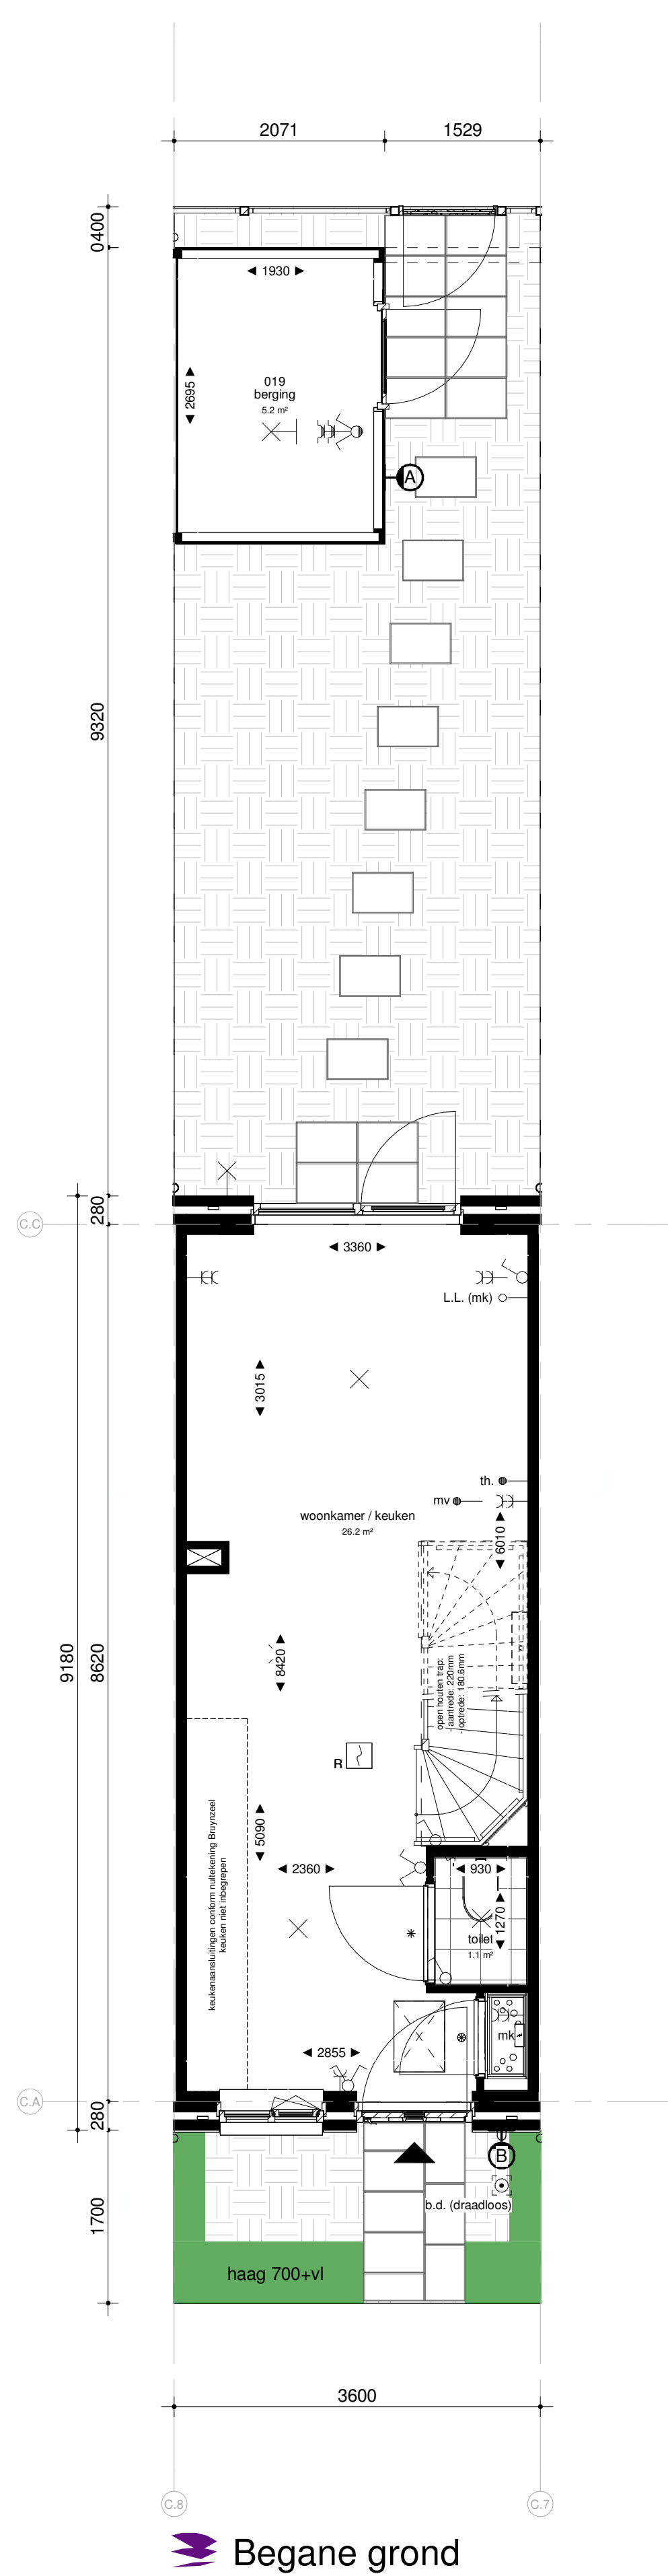 2071
1529
0400
1930
2695
019
berging
5.2 m²
A
9320
280
C.C
3360
L.L. (mk)
3015
th.
mv
woonkamer / keuken
26.2 m²
6010
9180
8620
8420
open houten trap:
- aantrede: 220mm
- optrede: 180.6mm
R
5090
keukenaansluitingen conform nultekening Bruynzeel
keuken niet inbegrepen
2360
930
1270
toilet
1.1 m²
mk
2855
C.A
280
B
b.d. (draadloos)
1700
haag 700+vl
3600
C.8
C.7
Begane grond